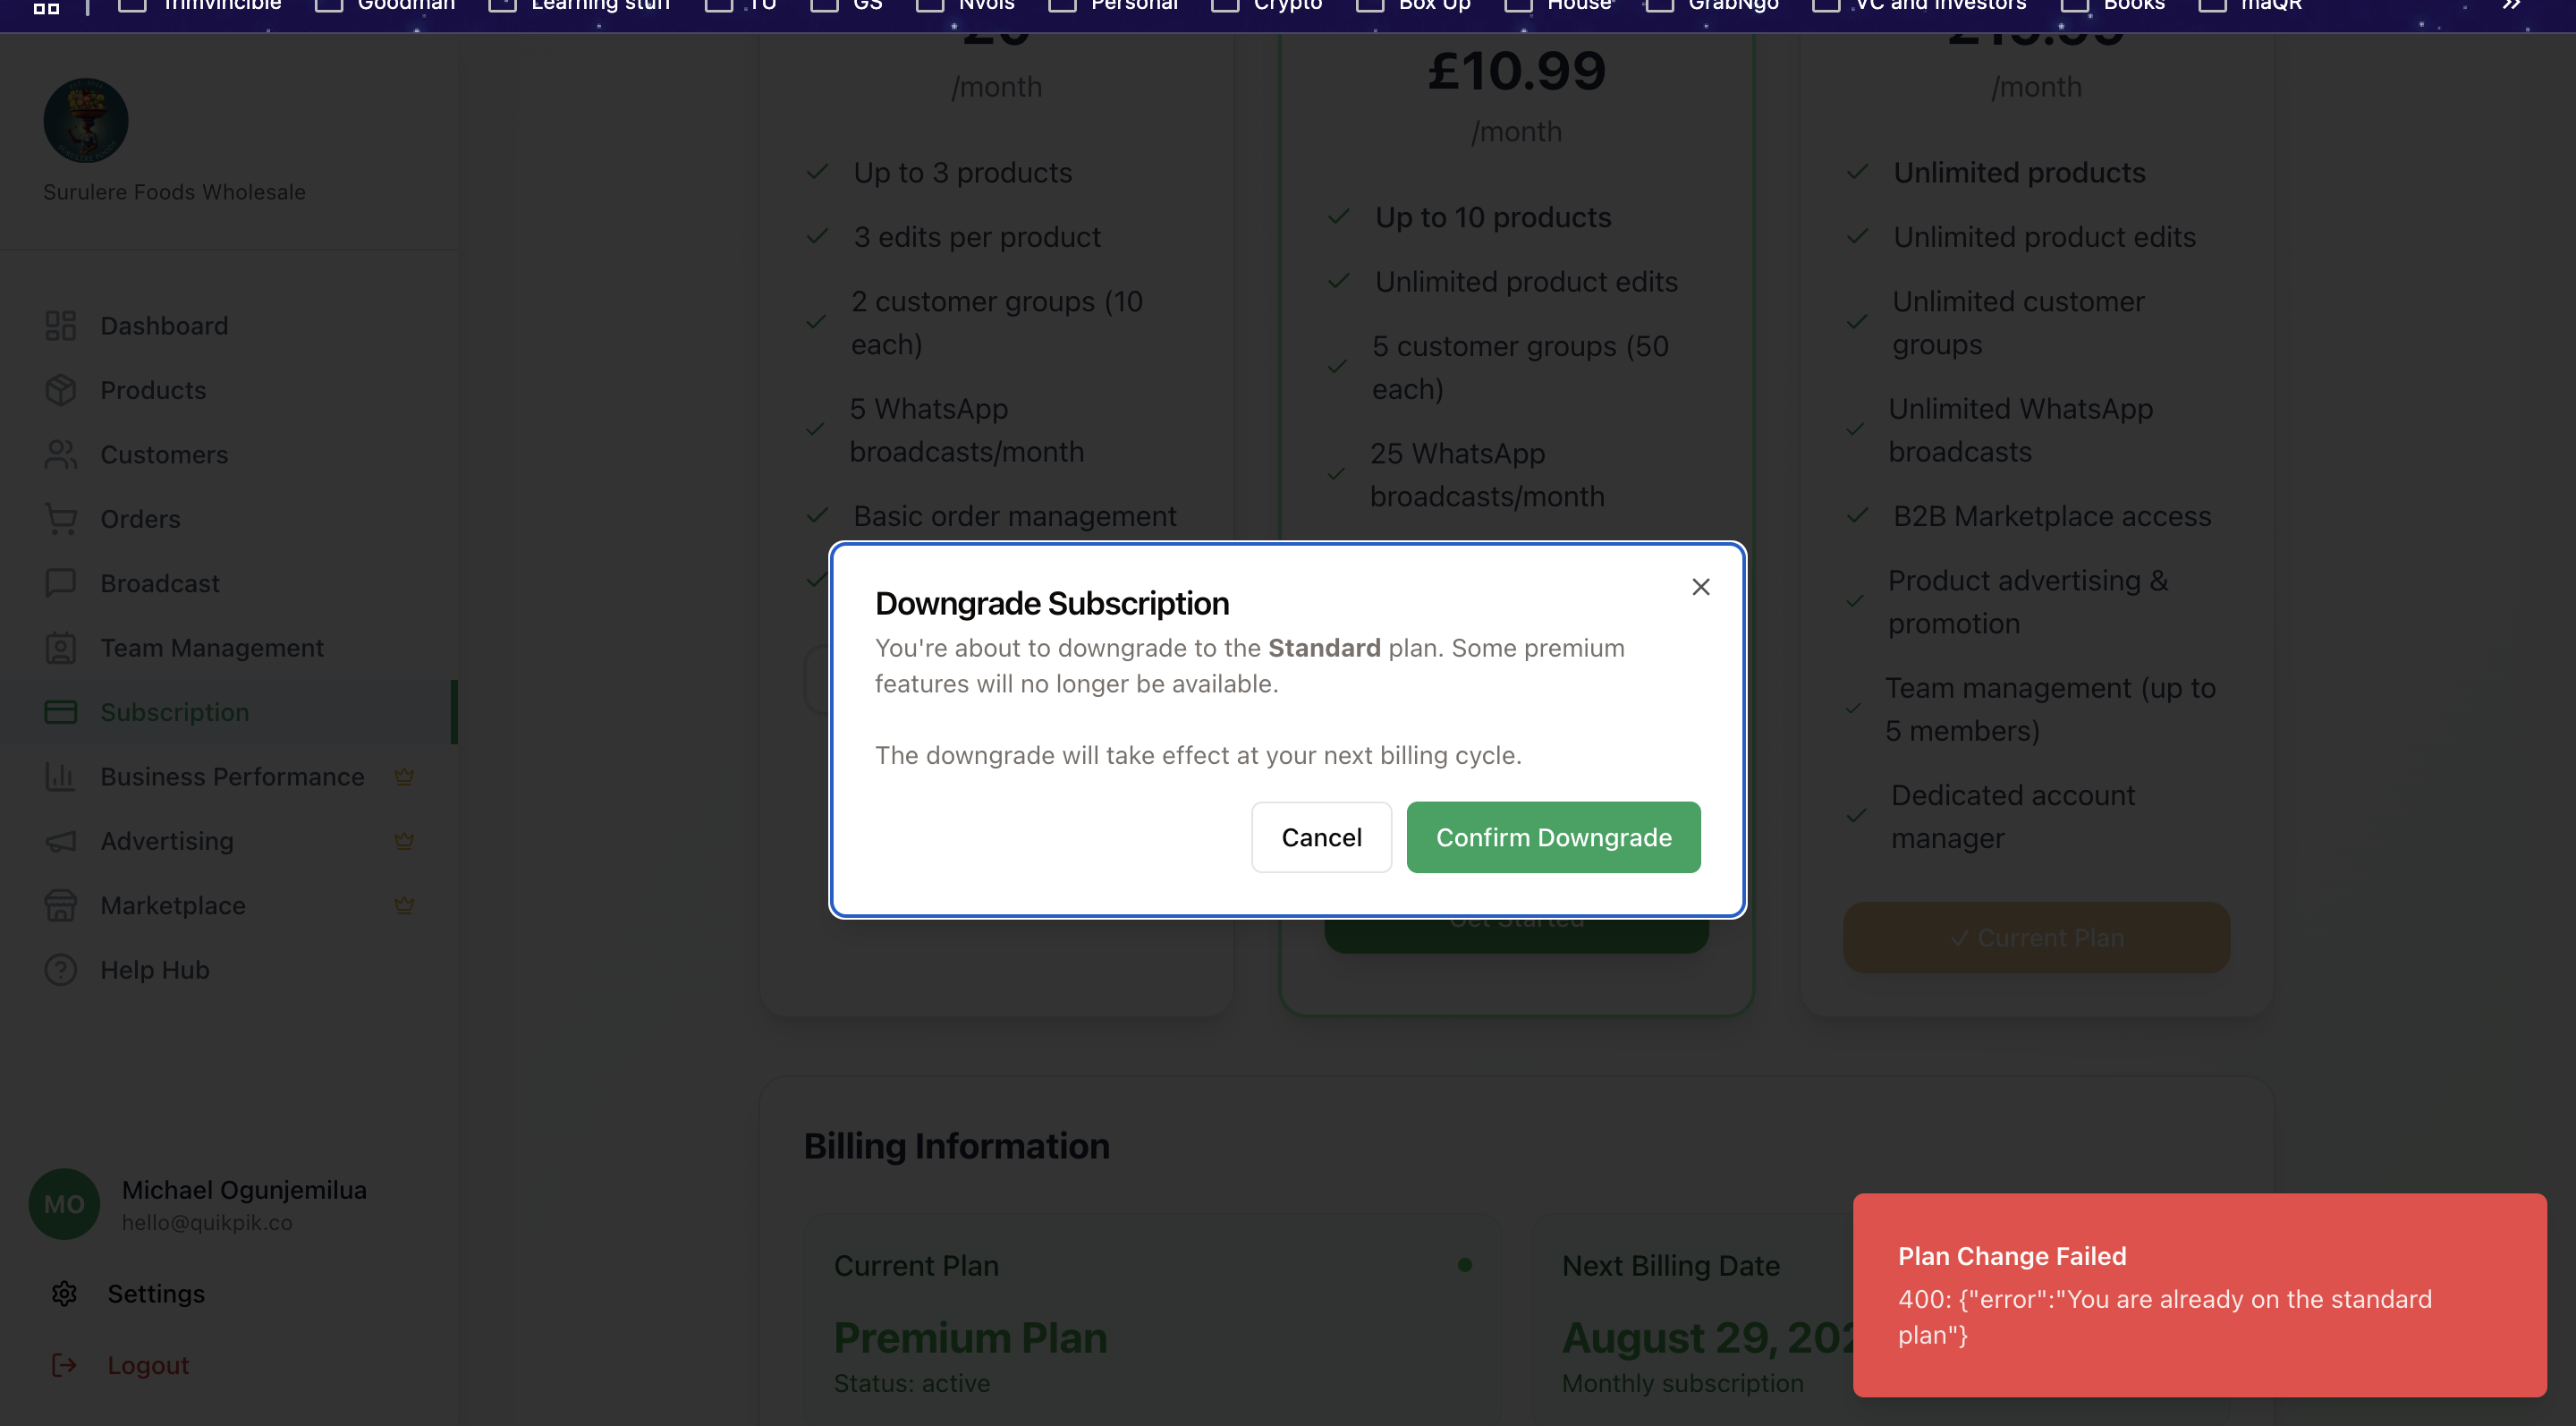 Trimvincible
Goodman
Learning stuff
TU
GS
Nvols
Personal
Crypto
Box Up
House
GrabNgo
VC and Investors
Books
maQR
Surulere Foods Wholesale
Dashboard
Products
Customers
Orders
Broadcast
Team Management
Subscription
Business Performance
Advertising
Marketplace
Help Hub
MO
Michael Ogunjemilua
hello@quikpik.co
Settings
Logout
£0
/month
Up to 3 products
3 edits per product
2 customer groups (10
each)
5 WhatsApp
broadcasts/month
Basic order management
£10.99
/month
Up to 10 products
Unlimited product edits
5 customer groups (50
each)
25 WhatsApp
broadcasts/month
Get Started
£19.99
/month
Unlimited products
Unlimited product edits
Unlimited customer
groups
Unlimited WhatsApp
broadcasts
B2B Marketplace access
Product advertising &
promotion
Team management (up to
5 members)
Dedicated account
manager
✓ Current Plan
Downgrade Subscription
You're about to downgrade to the Standard plan. Some premium
features will no longer be available.
The downgrade will take effect at your next billing cycle.
Cancel
Confirm Downgrade
Billing Information
Current Plan
Premium Plan
Status: active
Next Billing Date
August 29, 202
Monthly subscription
Plan Change Failed
400: {"error":"You are already on the standard
plan"}